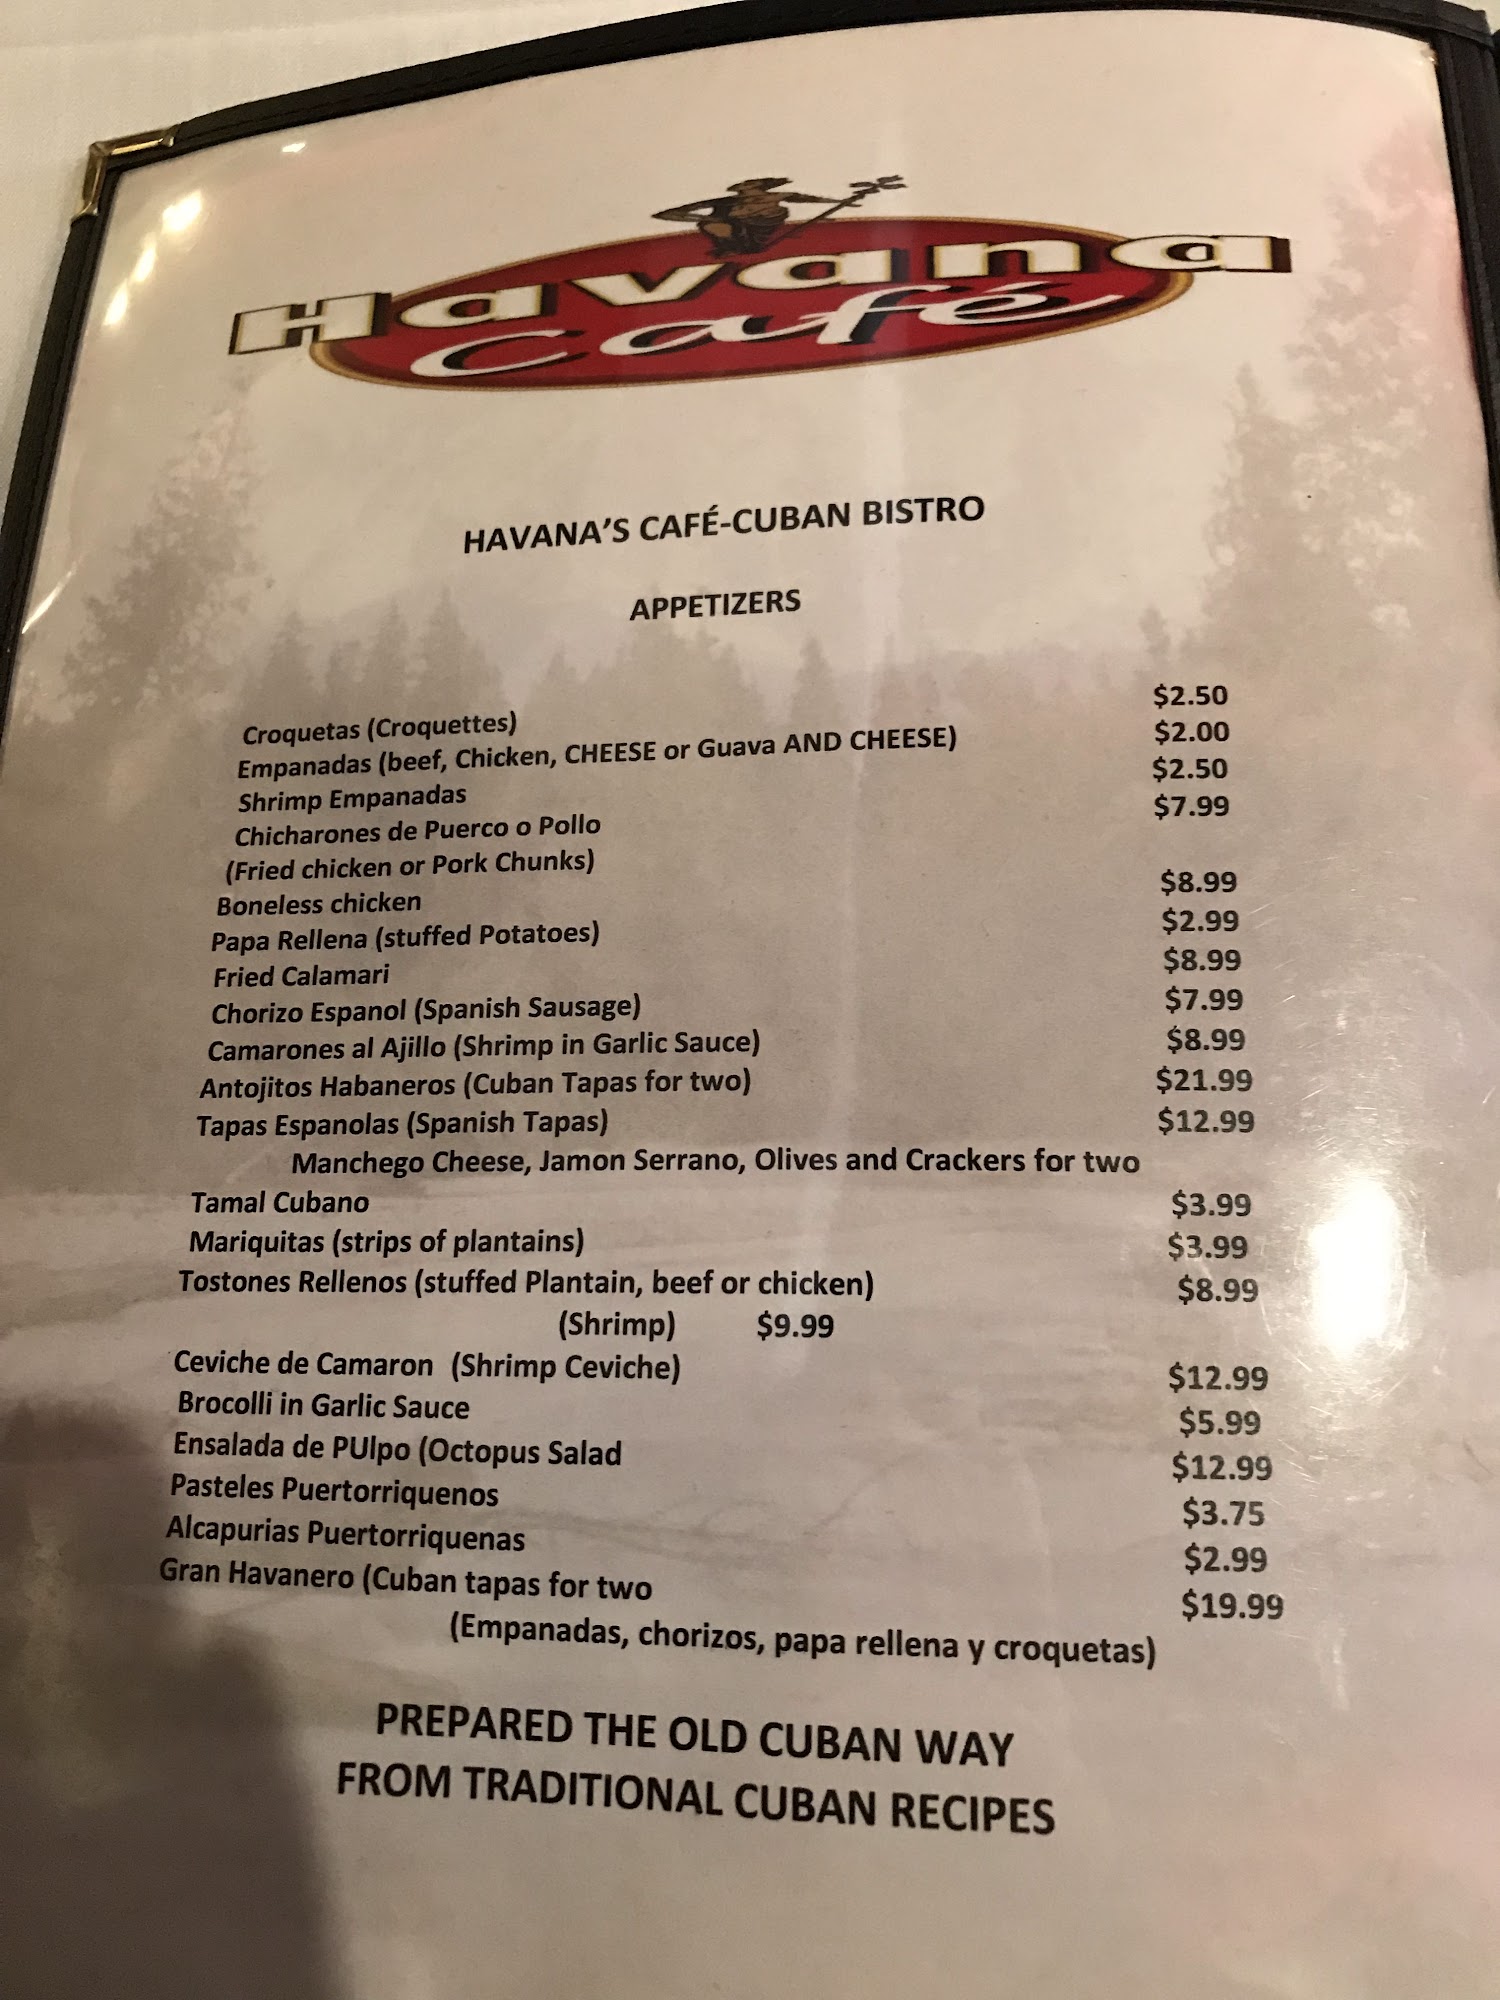 Havana
Café
HAVANA'S CAFÉ-CUBAN BISTRO
APPETIZERS
Croquetas (Croquettes) $2.50
Empanadas (beef, Chicken, CHEESE or Guava AND CHEESE) $2.00
Shrimp Empanadas $2.50
Chicharones de Puerco o Pollo $7.99
(Fried chicken or Pork Chunks)
Boneless chicken $8.99
Papa Rellena (stuffed Potatoes) $2.99
Fried Calamari $8.99
Chorizo Espanol (Spanish Sausage) $7.99
Camarones al Ajillo (Shrimp in Garlic Sauce) $8.99
Antojitos Habaneros (Cuban Tapas for two) $21.99
Tapas Espanolas (Spanish Tapas) $12.99
Manchego Cheese, Jamon Serrano, Olives and Crackers for two
Tamal Cubano $3.99
Mariquitas (strips of plantains) $3.99
Tostones Rellenos (stuffed Plantain, beef or chicken) $8.99
(Shrimp) $9.99
Ceviche de Camaron (Shrimp Ceviche) $12.99
Brocolli in Garlic Sauce $5.99
Ensalada de PUlpo (Octopus Salad $12.99
Pasteles Puertorriquenos $3.75
Alcapurias Puertorriquenas $2.99
Gran Havanero (Cuban tapas for two $19.99
(Empanadas, chorizos, papa rellena y croquetas)
PREPARED THE OLD CUBAN WAY
FROM TRADITIONAL CUBAN RECIPES